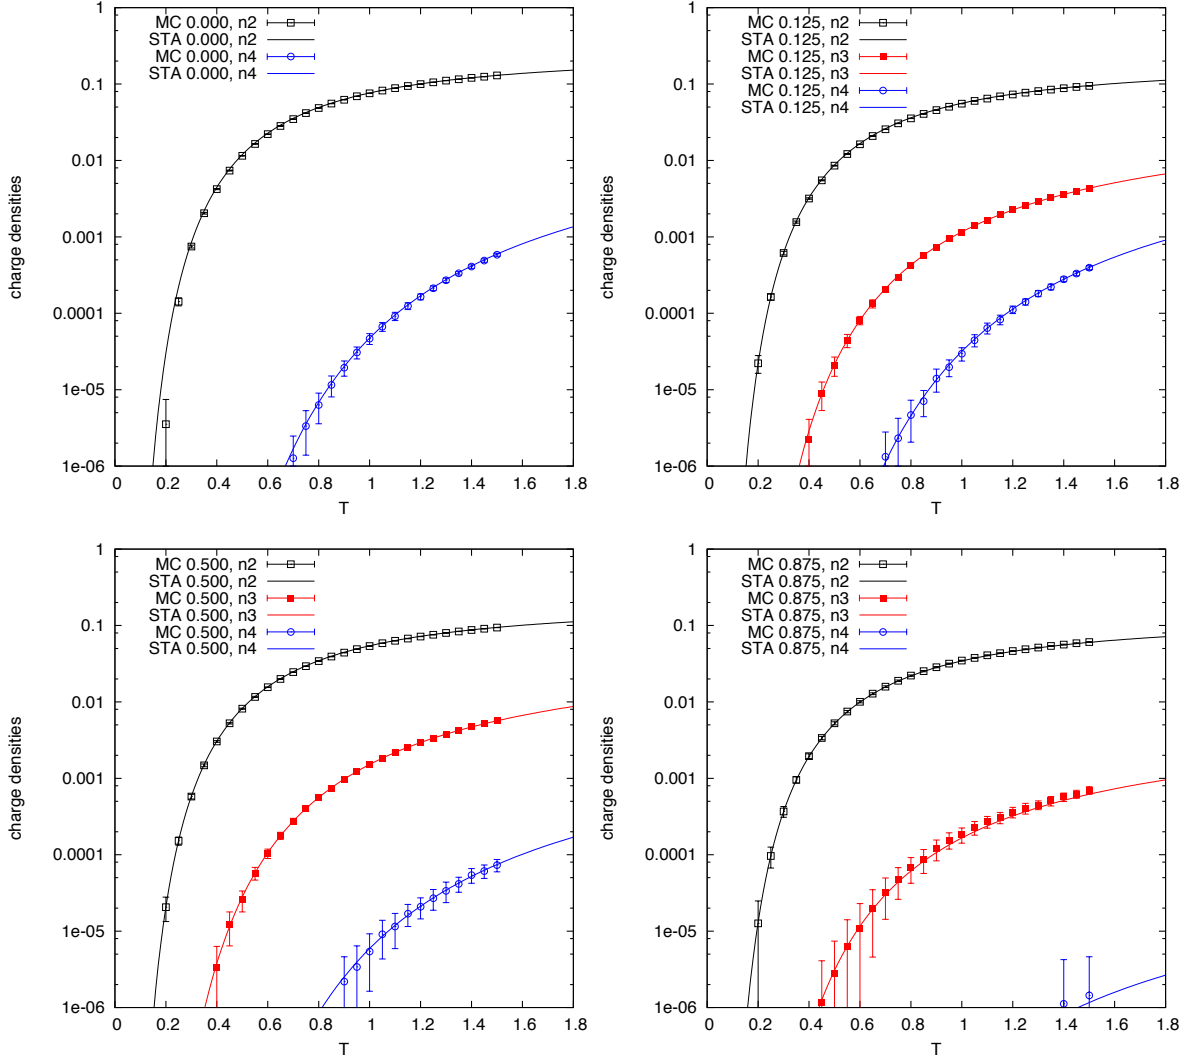 MC 0.000, n2
STA 0.000, n2
MC 0.000, n4
STA 0.000, n4
1
0.1
0.01
0.001
0.0001
1e-05
1e-06
charge densities
0
0.2
0.4
0.6
0.8
1
1.2
1.4
1.6
1.8
T
MC 0.125, n2
STA 0.125, n2
MC 0.125, n3
STA 0.125, n3
MC 0.125, n4
STA 0.125, n4
1
0.1
0.01
0.001
0.0001
1e-05
1e-06
charge densities
0
0.2
0.4
0.6
0.8
1
1.2
1.4
1.6
1.8
T
MC 0.500, n2
STA 0.500, n2
MC 0.500, n3
STA 0.500, n3
MC 0.500, n4
STA 0.500, n4
1
0.1
0.01
0.001
0.0001
1e-05
1e-06
charge densities
0
0.2
0.4
0.6
0.8
1
1.2
1.4
1.6
1.8
T
MC 0.875, n2
STA 0.875, n2
MC 0.875, n3
STA 0.875, n3
MC 0.875, n4
STA 0.875, n4
1
0.1
0.01
0.001
0.0001
1e-05
1e-06
charge densities
0
0.2
0.4
0.6
0.8
1
1.2
1.4
1.6
1.8
T